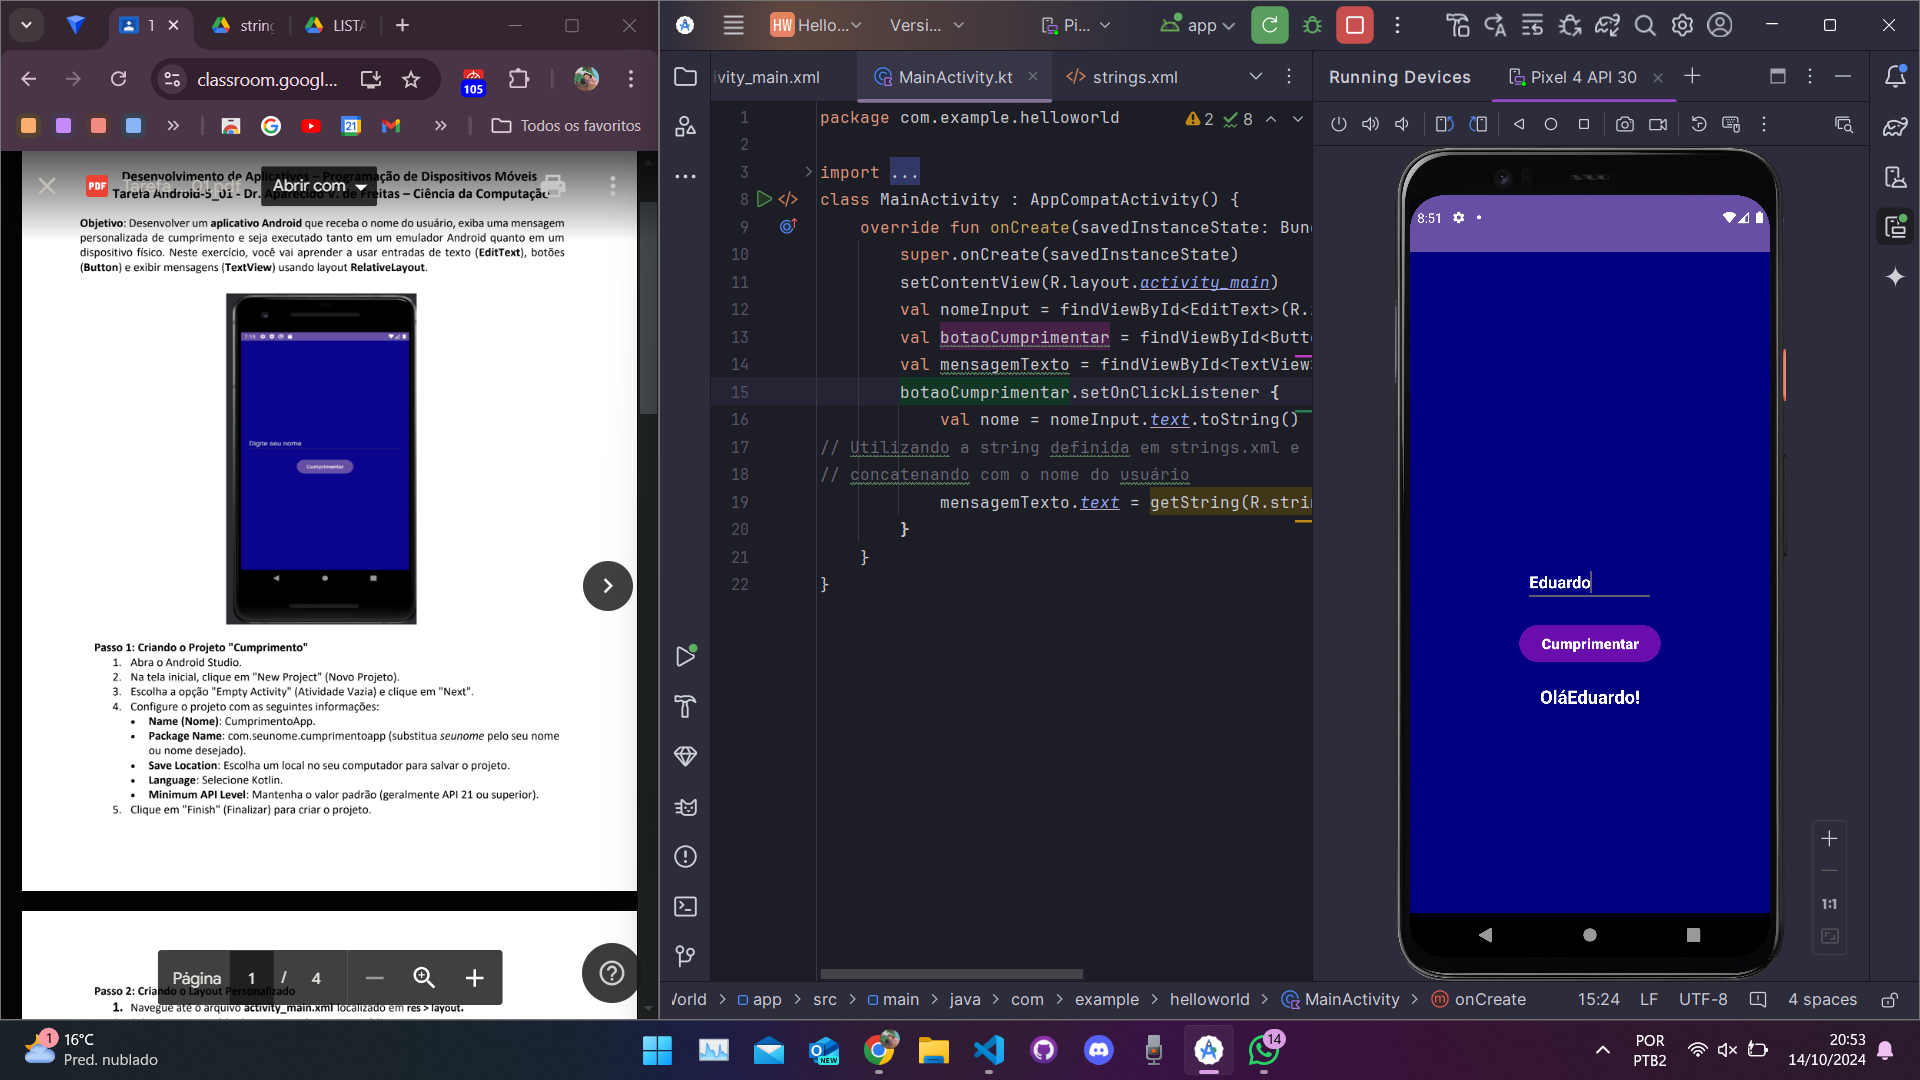 1
string
LISTA
classroom.googl...
105
Todos os favoritos
Desenvolvimento de Aplicativos – Programação de Dispositivos Móveis
PDF
Tarefa ... 01.pdf
Abrir com
Tarefa Android-5_01 - Dr. Aparecido V. de Freitas – Ciência da Computação
Objetivo: Desenvolver um aplicativo Android que receba o nome do usuário, exiba uma mensagem
personalizada de cumprimento e seja executado tanto em um emulador Android quanto em um
dispositivo físico. Neste exercício, você vai aprender a usar entradas de texto (EditText), botões
(Button) e exibir mensagens (TextView) usando layout RelativeLayout.
Digite seu nome
Cumprimentar
Passo 1: Criando o Projeto "Cumprimento"
1. Abra o Android Studio.
2. Na tela inicial, clique em "New Project" (Novo Projeto).
3. Escolha a opção "Empty Activity" (Atividade Vazia) e clique em "Next".
4. Configure o projeto com as seguintes informações:
• Name (Nome): CumprimentoApp.
• Package Name: com.seunome.cumprimentoapp (substitua seunome pelo seu nome
ou nome desejado).
• Save Location: Escolha um local no seu computador para salvar o projeto.
• Language: Selecione Kotlin.
• Minimum API Level: Mantenha o valor padrão (geralmente API 21 ou superior).
5. Clique em "Finish" (Finalizar) para criar o projeto.
Página 1 / 4
Passo 2: Criando o Layout Personalizado
1. Navegue até o arquivo activity_main.xml localizado em res > layout.
HW Hello...
Versi...
Pi...
app
ivity_main.xml
MainActivity.kt
strings.xml
2 8
1 package com.example.helloworld
2
3 import ...
8 class MainActivity : AppCompatActivity() {
9 override fun onCreate(savedInstanceState: Bun
10 super.onCreate(savedInstanceState)
11 setContentView(R.layout.activity_main)
12 val nomeInput = findViewById<EditText>(R.
13 val botaoCumprimentar = findViewById<Butt
14 val mensagemTexto = findViewById<TextView
15 botaoCumprimentar.setOnClickListener {
16 val nome = nomeInput.text.toString()
17 // Utilizando a string definida em strings.xml e
18 // concatenando com o nome do usuário
19 mensagemTexto.text = getString(R.stri
20 }
21 }
22 }
Running Devices
Pixel 4 API 30
8:51
Eduardo
Cumprimentar
OláEduardo!
1:1
World > app > src > main > java > com > example > helloworld > MainActivity > onCreate
15:24 LF UTF-8 4 spaces
1
16°C
Pred. nublado
NEW
14
POR
PTB2
20:53
14/10/2024